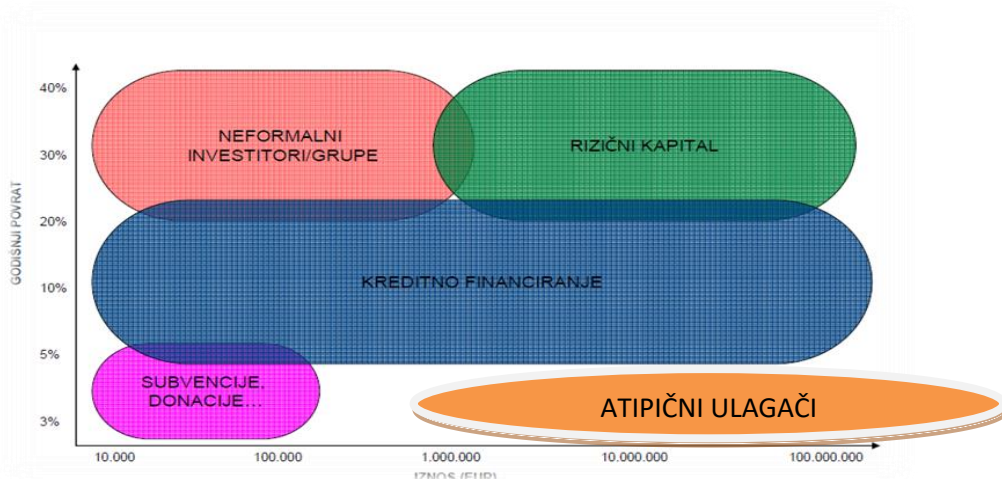 40%
NEFORMALNI
INVESTITORI/GRUPE
RIZIČNI KAPITAL
30%
GODIŠNJI POVRAT
20%
KREDITNO FINANCIRANJE
10%
5%
SUBVENCIJE,
DONACIJE...
ATIPIČNI ULAGAČI
3%
10.000
100.000
1.000.000
10.000.000
100.000.000
IZNOS (EUR)